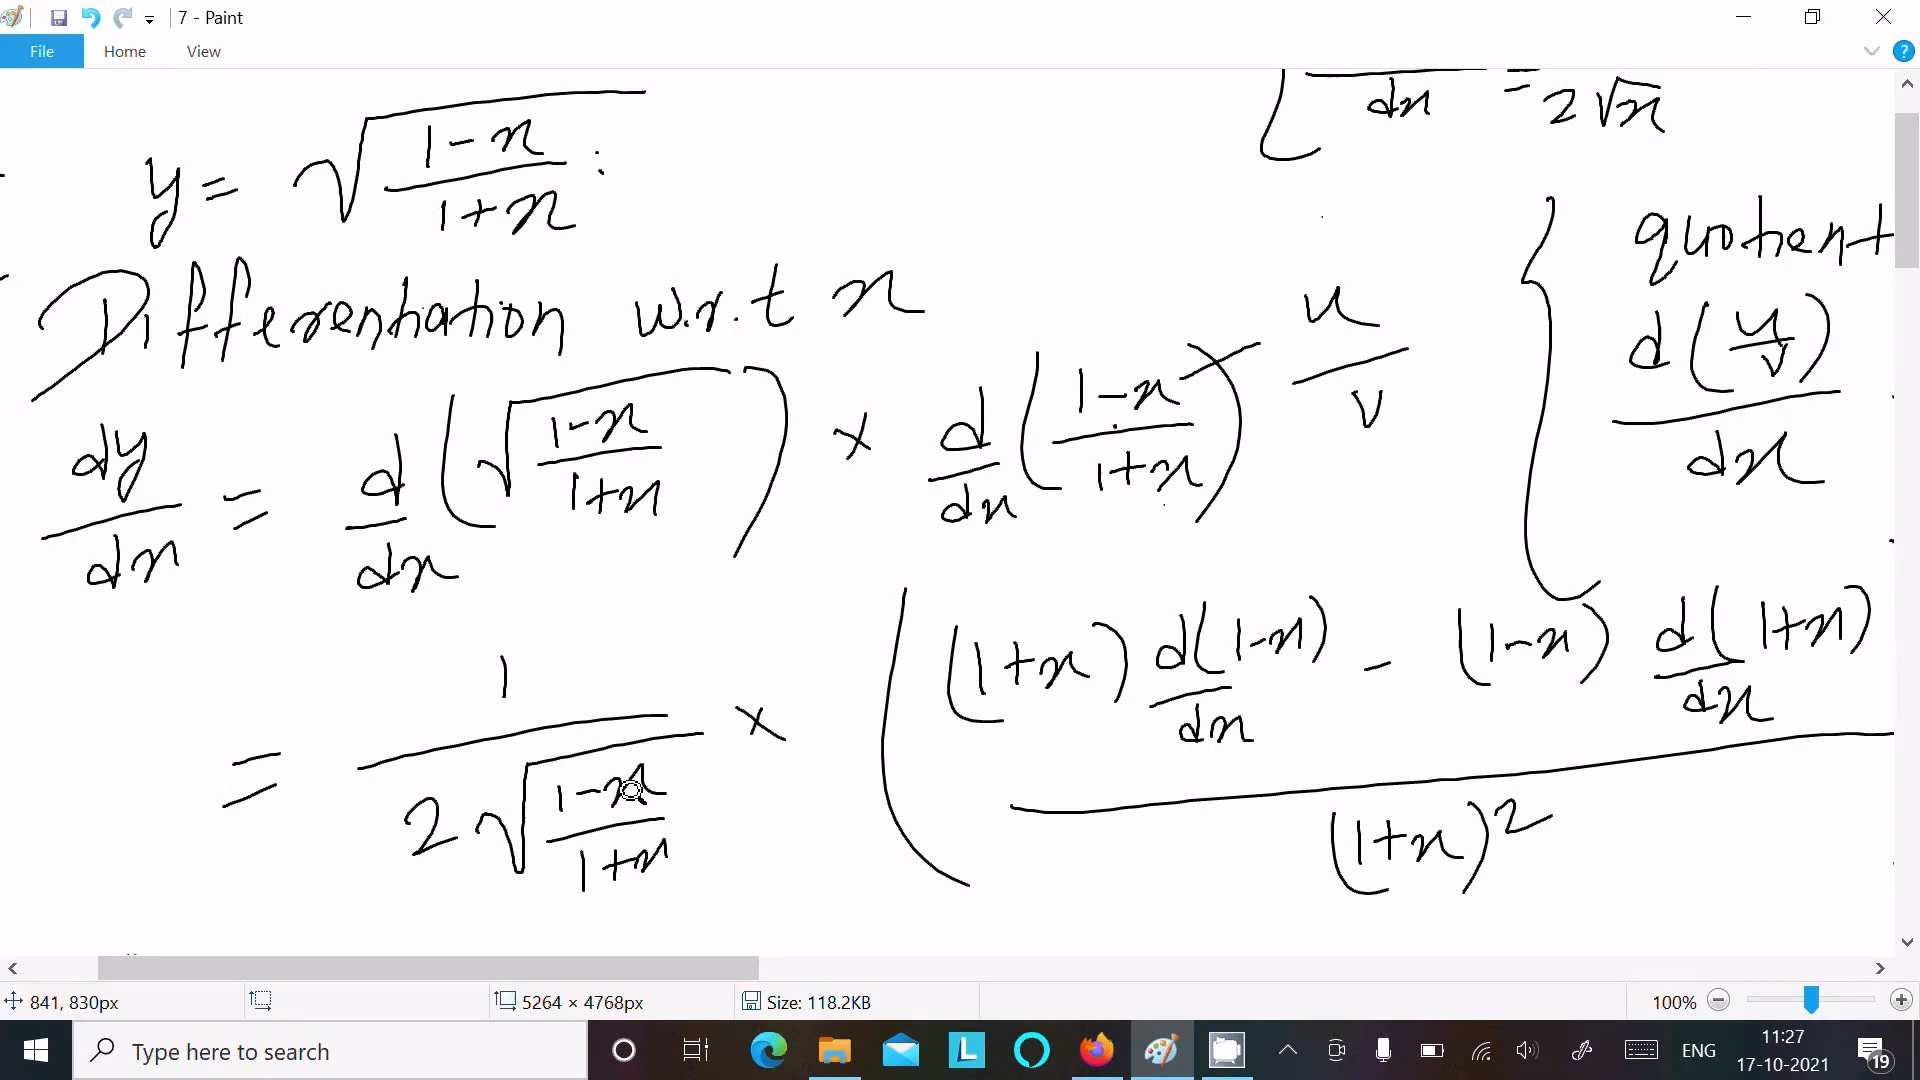 7 - Paint
File Home View
dx = 2√x
y = √((1-x)/(1+x)) :
quotient
Differentiation w.r.t x
u/v
d(u/v)/dx
dy/dx = d/dx (√((1-x)/(1+x))) × d/dx ((1-x)/(1+x))
= 1/(2√((1-x)/(1+x))) × ((1+x) d(1-x)/dx - (1-x) d(1+x)/dx)/(1+x)²
841, 830px 5264 × 4768px Size: 118.2KB 100%
Type here to search
ENG 11:27
17-10-2021 19